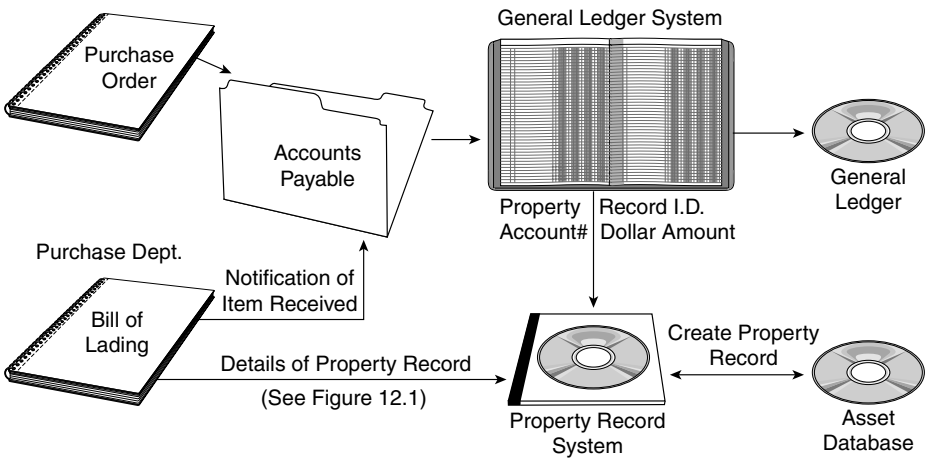 General Ledger System
Purchase
Order
Accounts
Payable
General
Ledger
Property
Account#
Record I.D.
Dollar Amount
Purchase Dept.
Notification of
Item Received
Bill of
Lading
Details of Property Record
(See Figure 12.1)
Create Property
Record
Property Record
System
Asset
Database